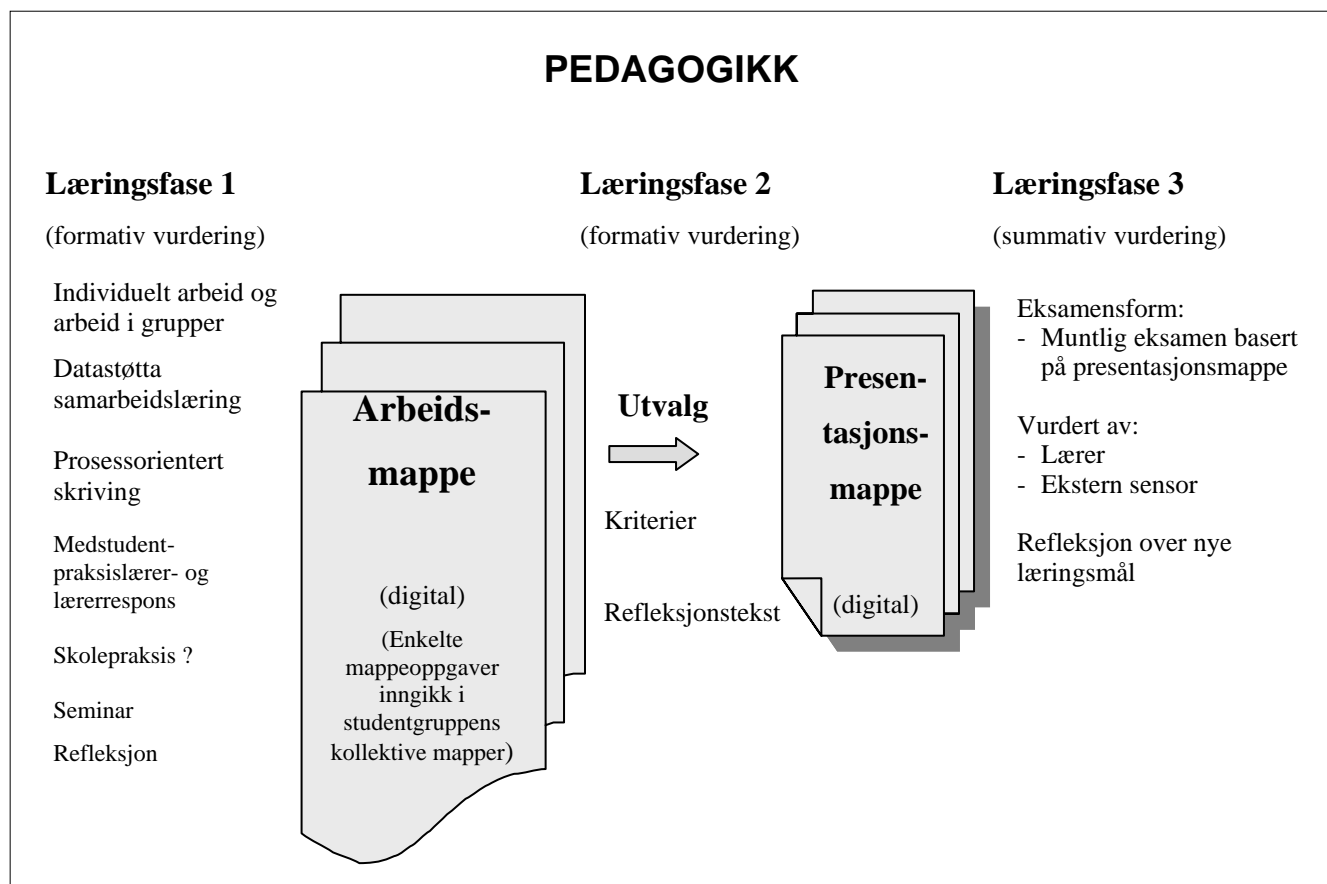 PEDAGOGIKK
Læringsfase 1
(formativ vurdering)
Individuelt arbeid og
arbeid i grupper
Datastøtta
samarbeidslæring
Prosessorientert
skriving
Medstudent-
praksislærer- og
lærerrespons
Skolepraksis ?
Seminar
Refleksjon
Arbeids-
mappe
(digital)
(Enkelte
mappeoppgaver
inngikk i
studentgruppens
kollektive mapper)
Læringsfase 2
(formativ vurdering)
Utvalg
Kriterier
Refleksjonstekst
Presen-
tasjons-
mappe
(digital)
Læringsfase 3
(summativ vurdering)
Eksamensform:
- Muntlig eksamen basert
på presentasjonsmappe
Vurdert av:
- Lærer
- Ekstern sensor
Refleksjon over nye
læringsmål